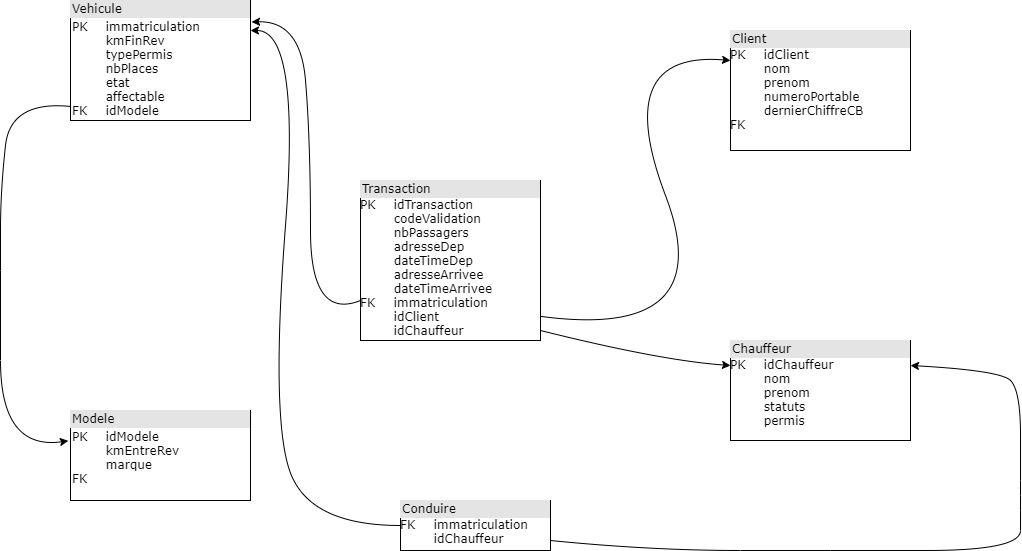 Vehicule
PK immatriculation
kmFinRev
typePermis
nbPlaces
etat
affectable
FK idModele
Client
PK idClient
nom
prenom
numeroPortable
dernierChiffreCB
FK
Transaction
PK idTransaction
codeValidation
nbPassagers
adresseDep
dateTimeDep
adresseArrivee
dateTimeArrivee
FK immatriculation
idClient
idChauffeur
Chauffeur
PK idChauffeur
nom
prenom
statuts
permis
Modele
PK idModele
kmEntreRev
marque
FK
Conduire
FK immatriculation
idChauffeur